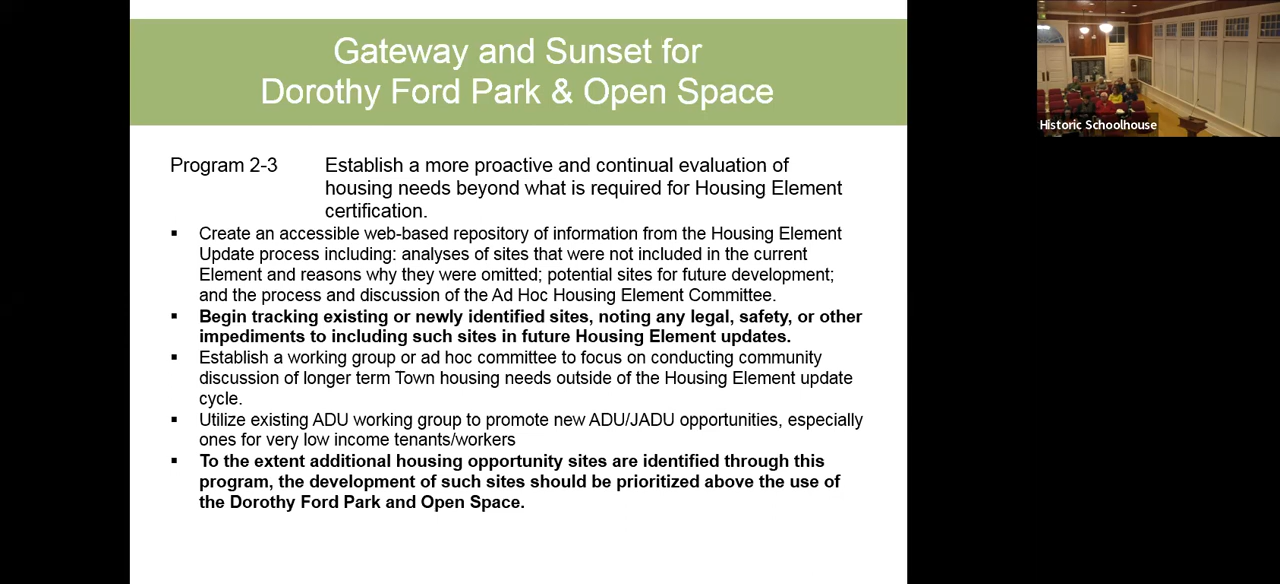 Gateway and Sunset for
Dorothy Ford Park & Open Space
Historic Schoolhouse
Program 2-3 Establish a more proactive and continual evaluation of
housing needs beyond what is required for Housing Element
certification.
▪ Create an accessible web-based repository of information from the Housing Element
Update process including: analyses of sites that were not included in the current
Element and reasons why they were omitted; potential sites for future development;
and the process and discussion of the Ad Hoc Housing Element Committee.
▪ Begin tracking existing or newly identified sites, noting any legal, safety, or other
impediments to including such sites in future Housing Element updates.
▪ Establish a working group or ad hoc committee to focus on conducting community
discussion of longer term Town housing needs outside of the Housing Element update
cycle.
▪ Utilize existing ADU working group to promote new ADU/JADU opportunities, especially
ones for very low income tenants/workers
▪ To the extent additional housing opportunity sites are identified through this
program, the development of such sites should be prioritized above the use of
the Dorothy Ford Park and Open Space.